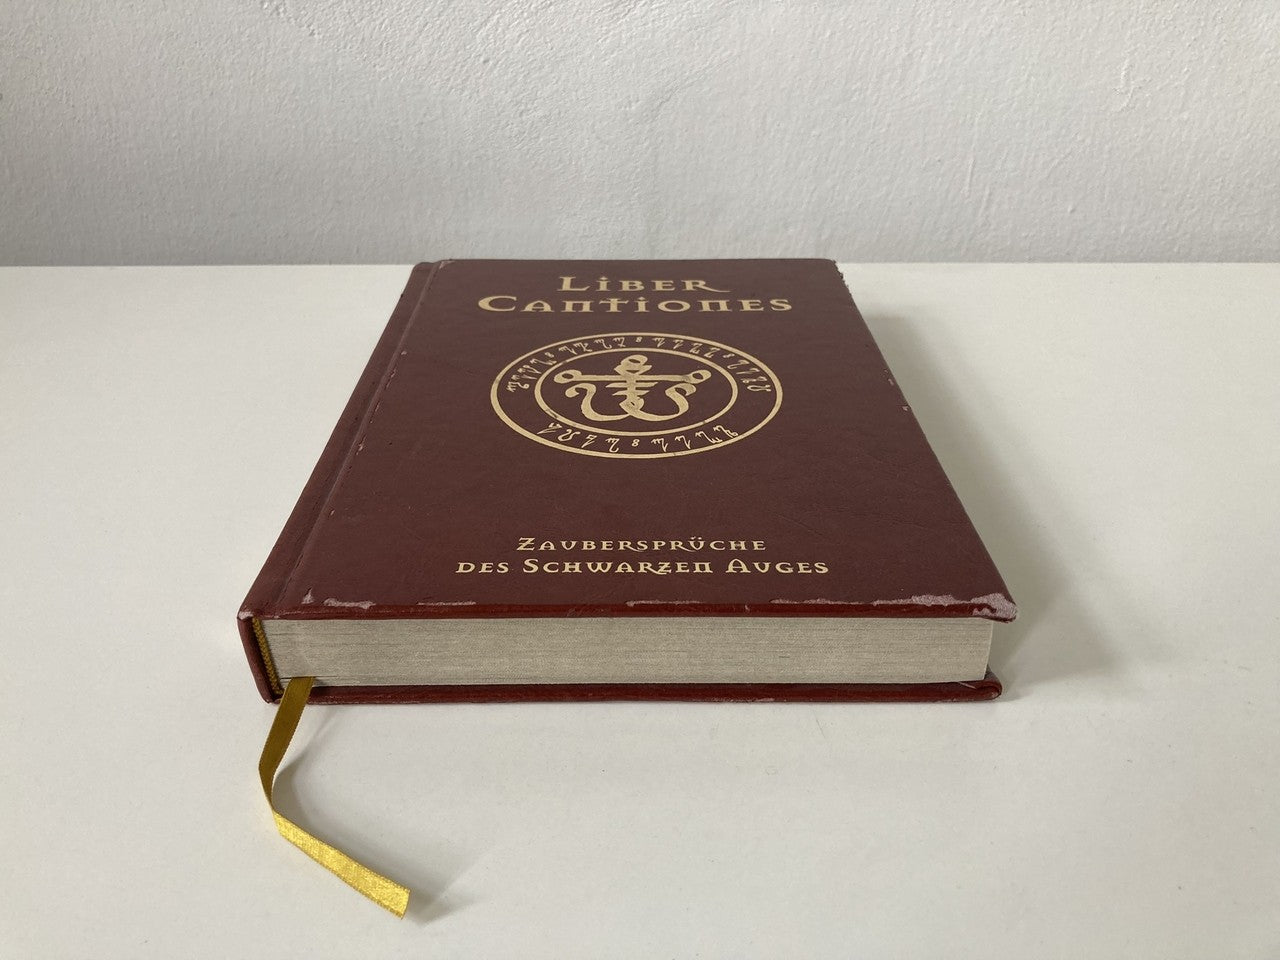 Liber
Cantiones
Zaubersprüche
des Schwarzen Auges